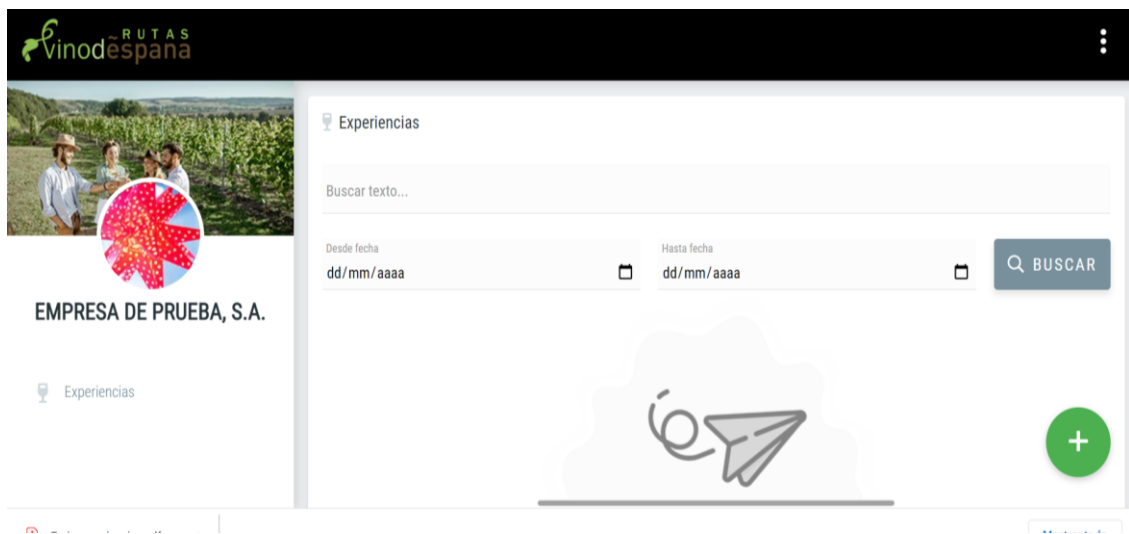 RUTAS
vinodespaña
Experiencias
Buscar texto...
Desde fecha
dd/mm/aaaa
Hasta fecha
dd/mm/aaaa
BUSCAR
EMPRESA DE PRUEBA, S.A.
Experiencias